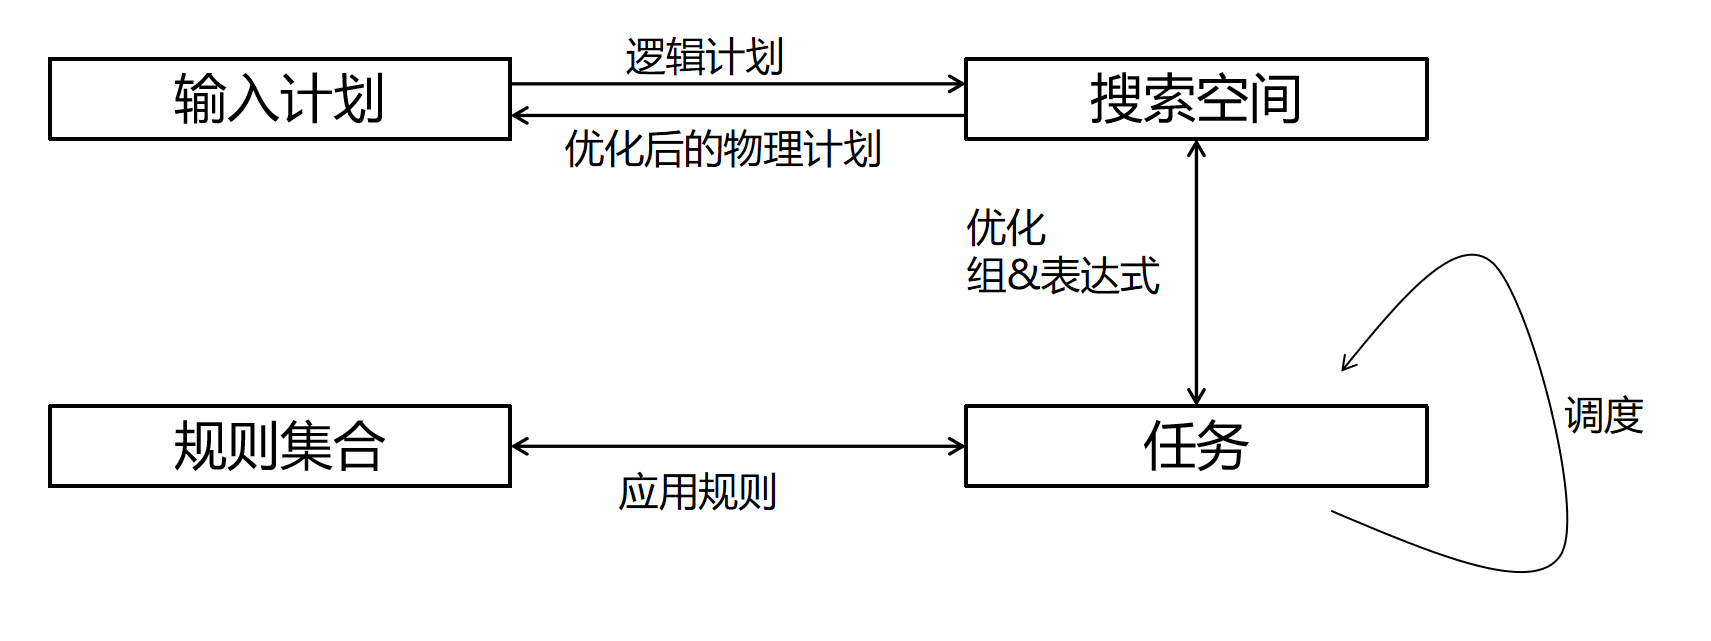 逻辑计划
输入计划
搜索空间
优化后的物理计划
优化
组&表达式
调度
规则集合
任务
应用规则